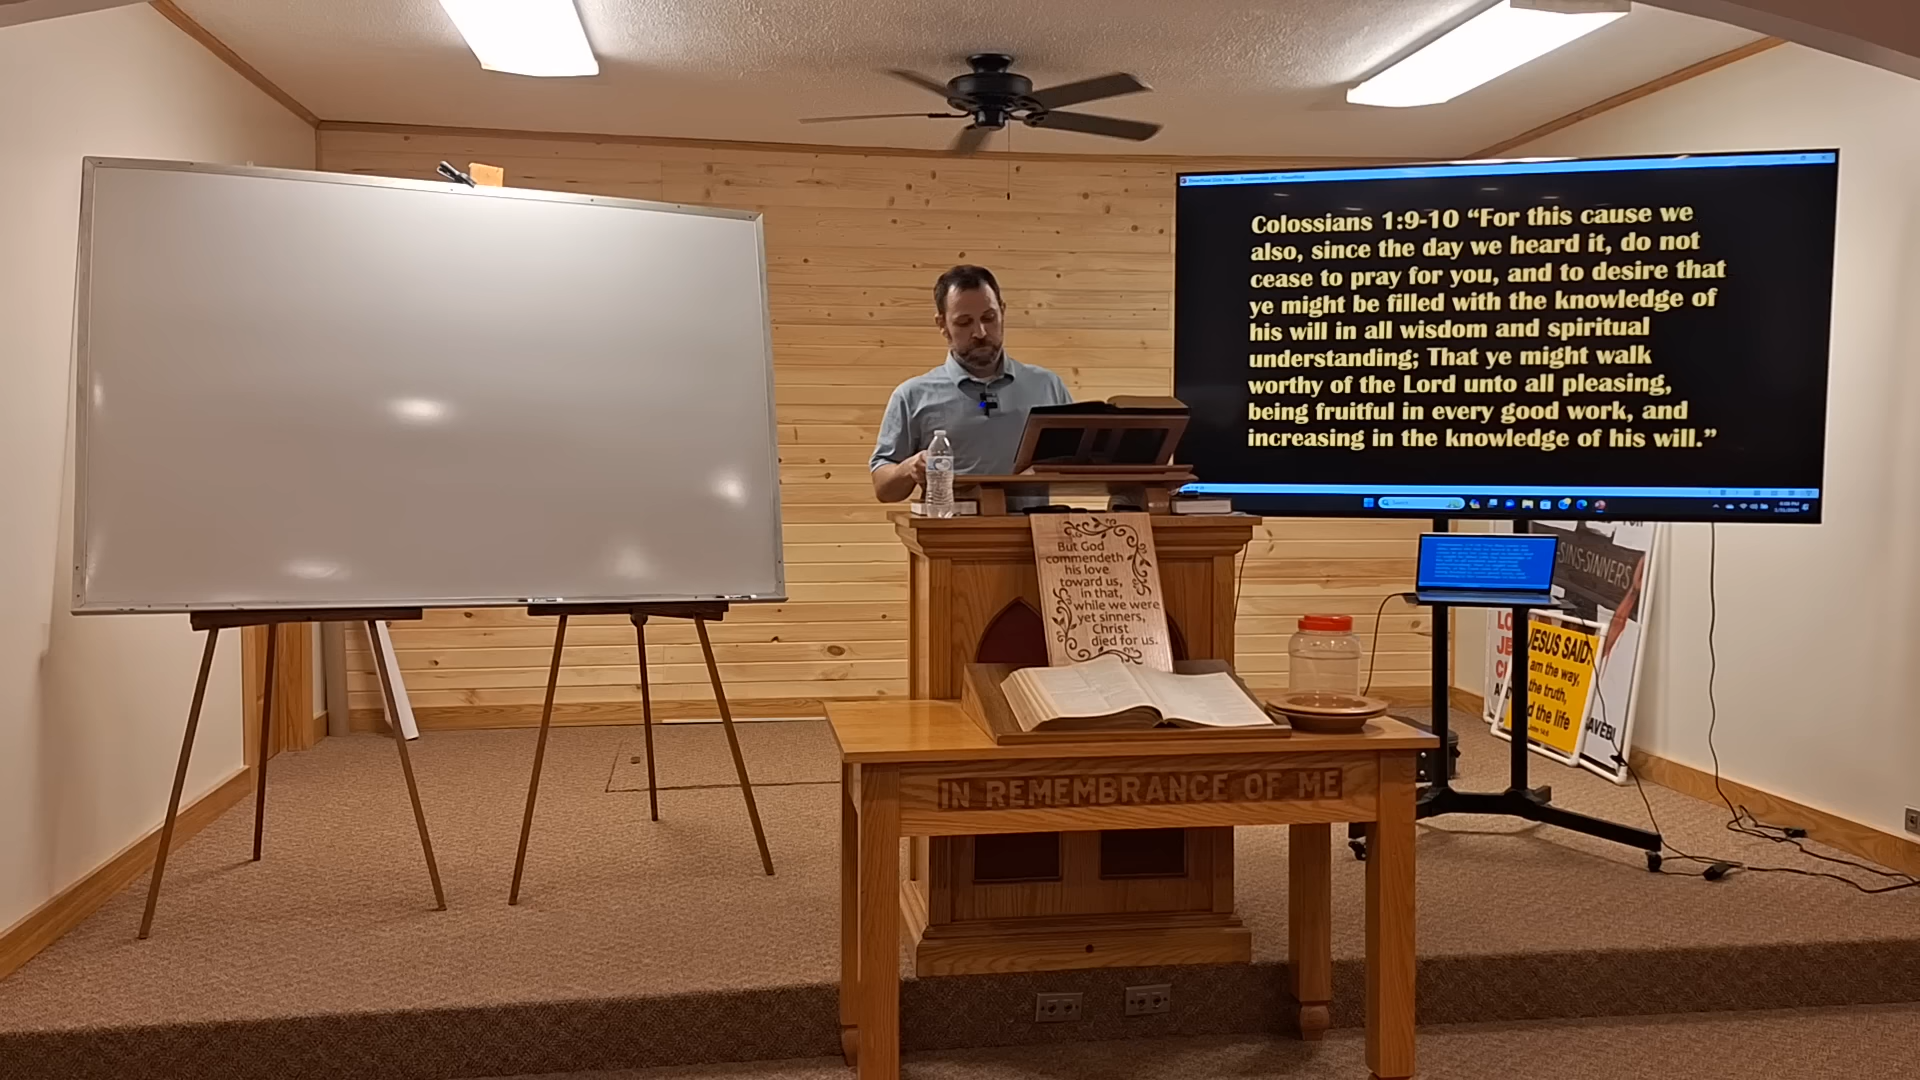 Colossians 1:9-10 “For this cause we
also, since the day we heard it, do not
cease to pray for you, and to desire that
ye might be filled with the knowledge of
his will in all wisdom and spiritual
understanding; That ye might walk
worthy of the Lord unto all pleasing,
being fruitful in every good work, and
increasing in the knowledge of his will.”
But God
commendeth
his love
toward us,
in that,
while we were
yet sinners,
Christ
died for us.
IN REMEMBRANCE OF ME
-SINS-SINNERS
JESUS SAID:
I am the way,
the truth,
d the life
AVED!